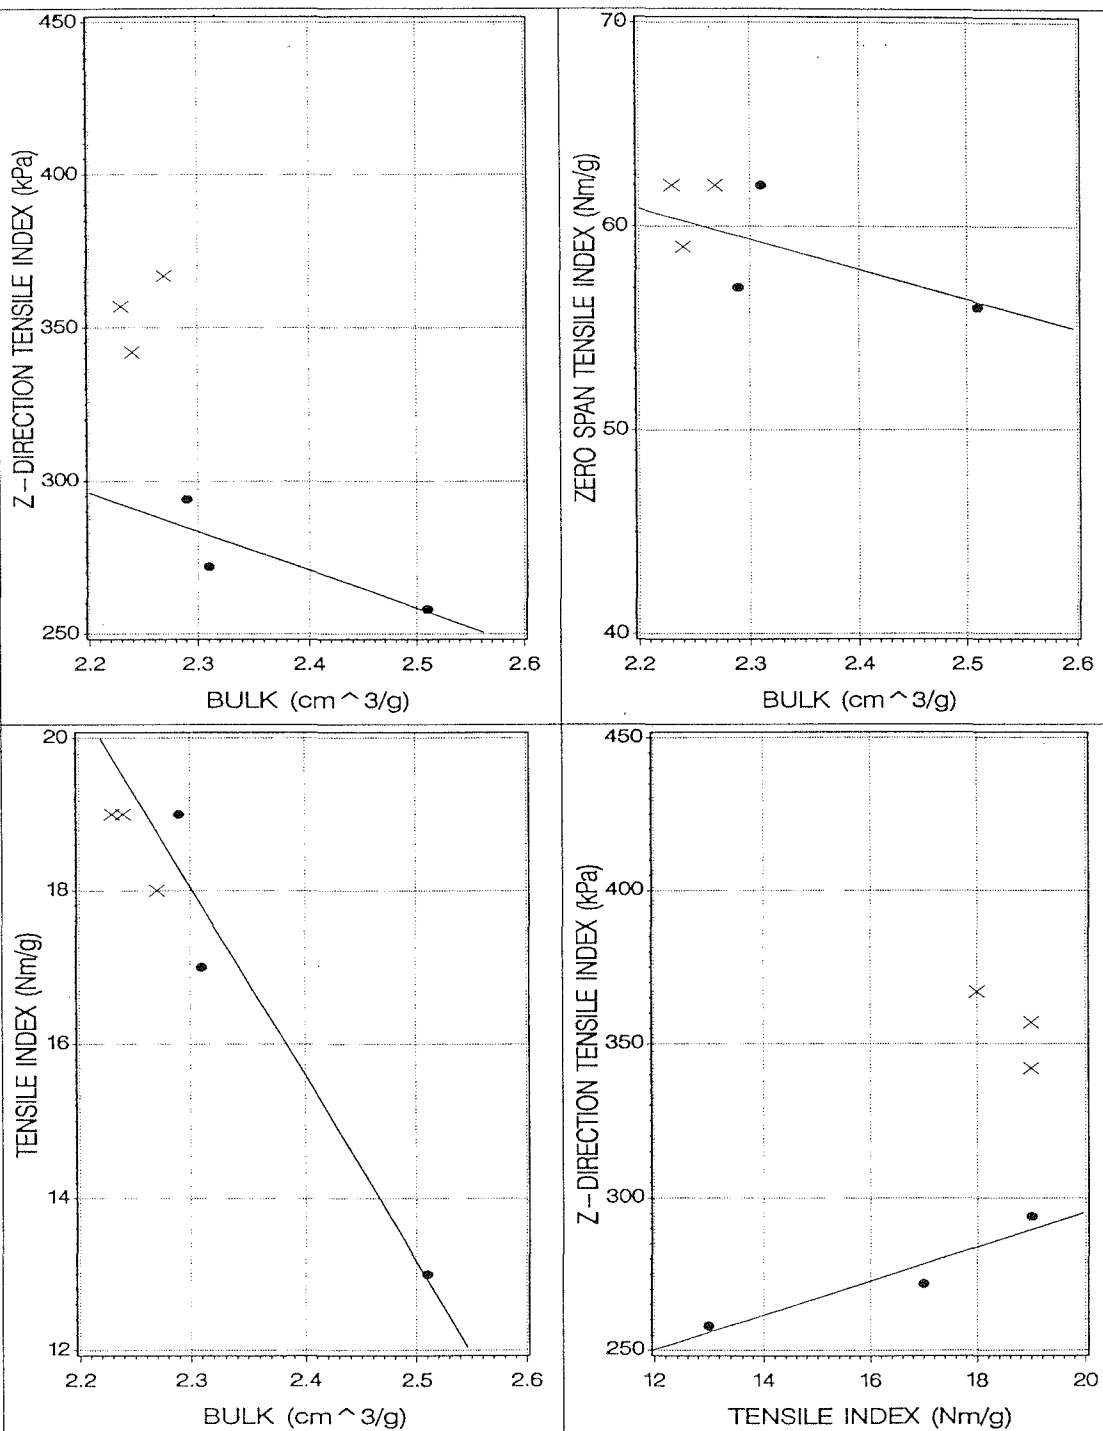 450
400
350
300
250
Z-DIRECTION TENSILE INDEX (kPa)
2.2 2.3 2.4 2.5 2.6
BULK (cm^3/g)
70
60
50
40
ZERO SPAN TENSILE INDEX (Nm/g)
2.2 2.3 2.4 2.5 2.6
BULK (cm^3/g)
20
18
16
14
12
TENSILE INDEX (Nm/g)
2.2 2.3 2.4 2.5 2.6
BULK (cm^3/g)
450
400
350
300
250
Z-DIRECTION TENSILE INDEX (kPa)
12 14 16 18 20
TENSILE INDEX (Nm/g)